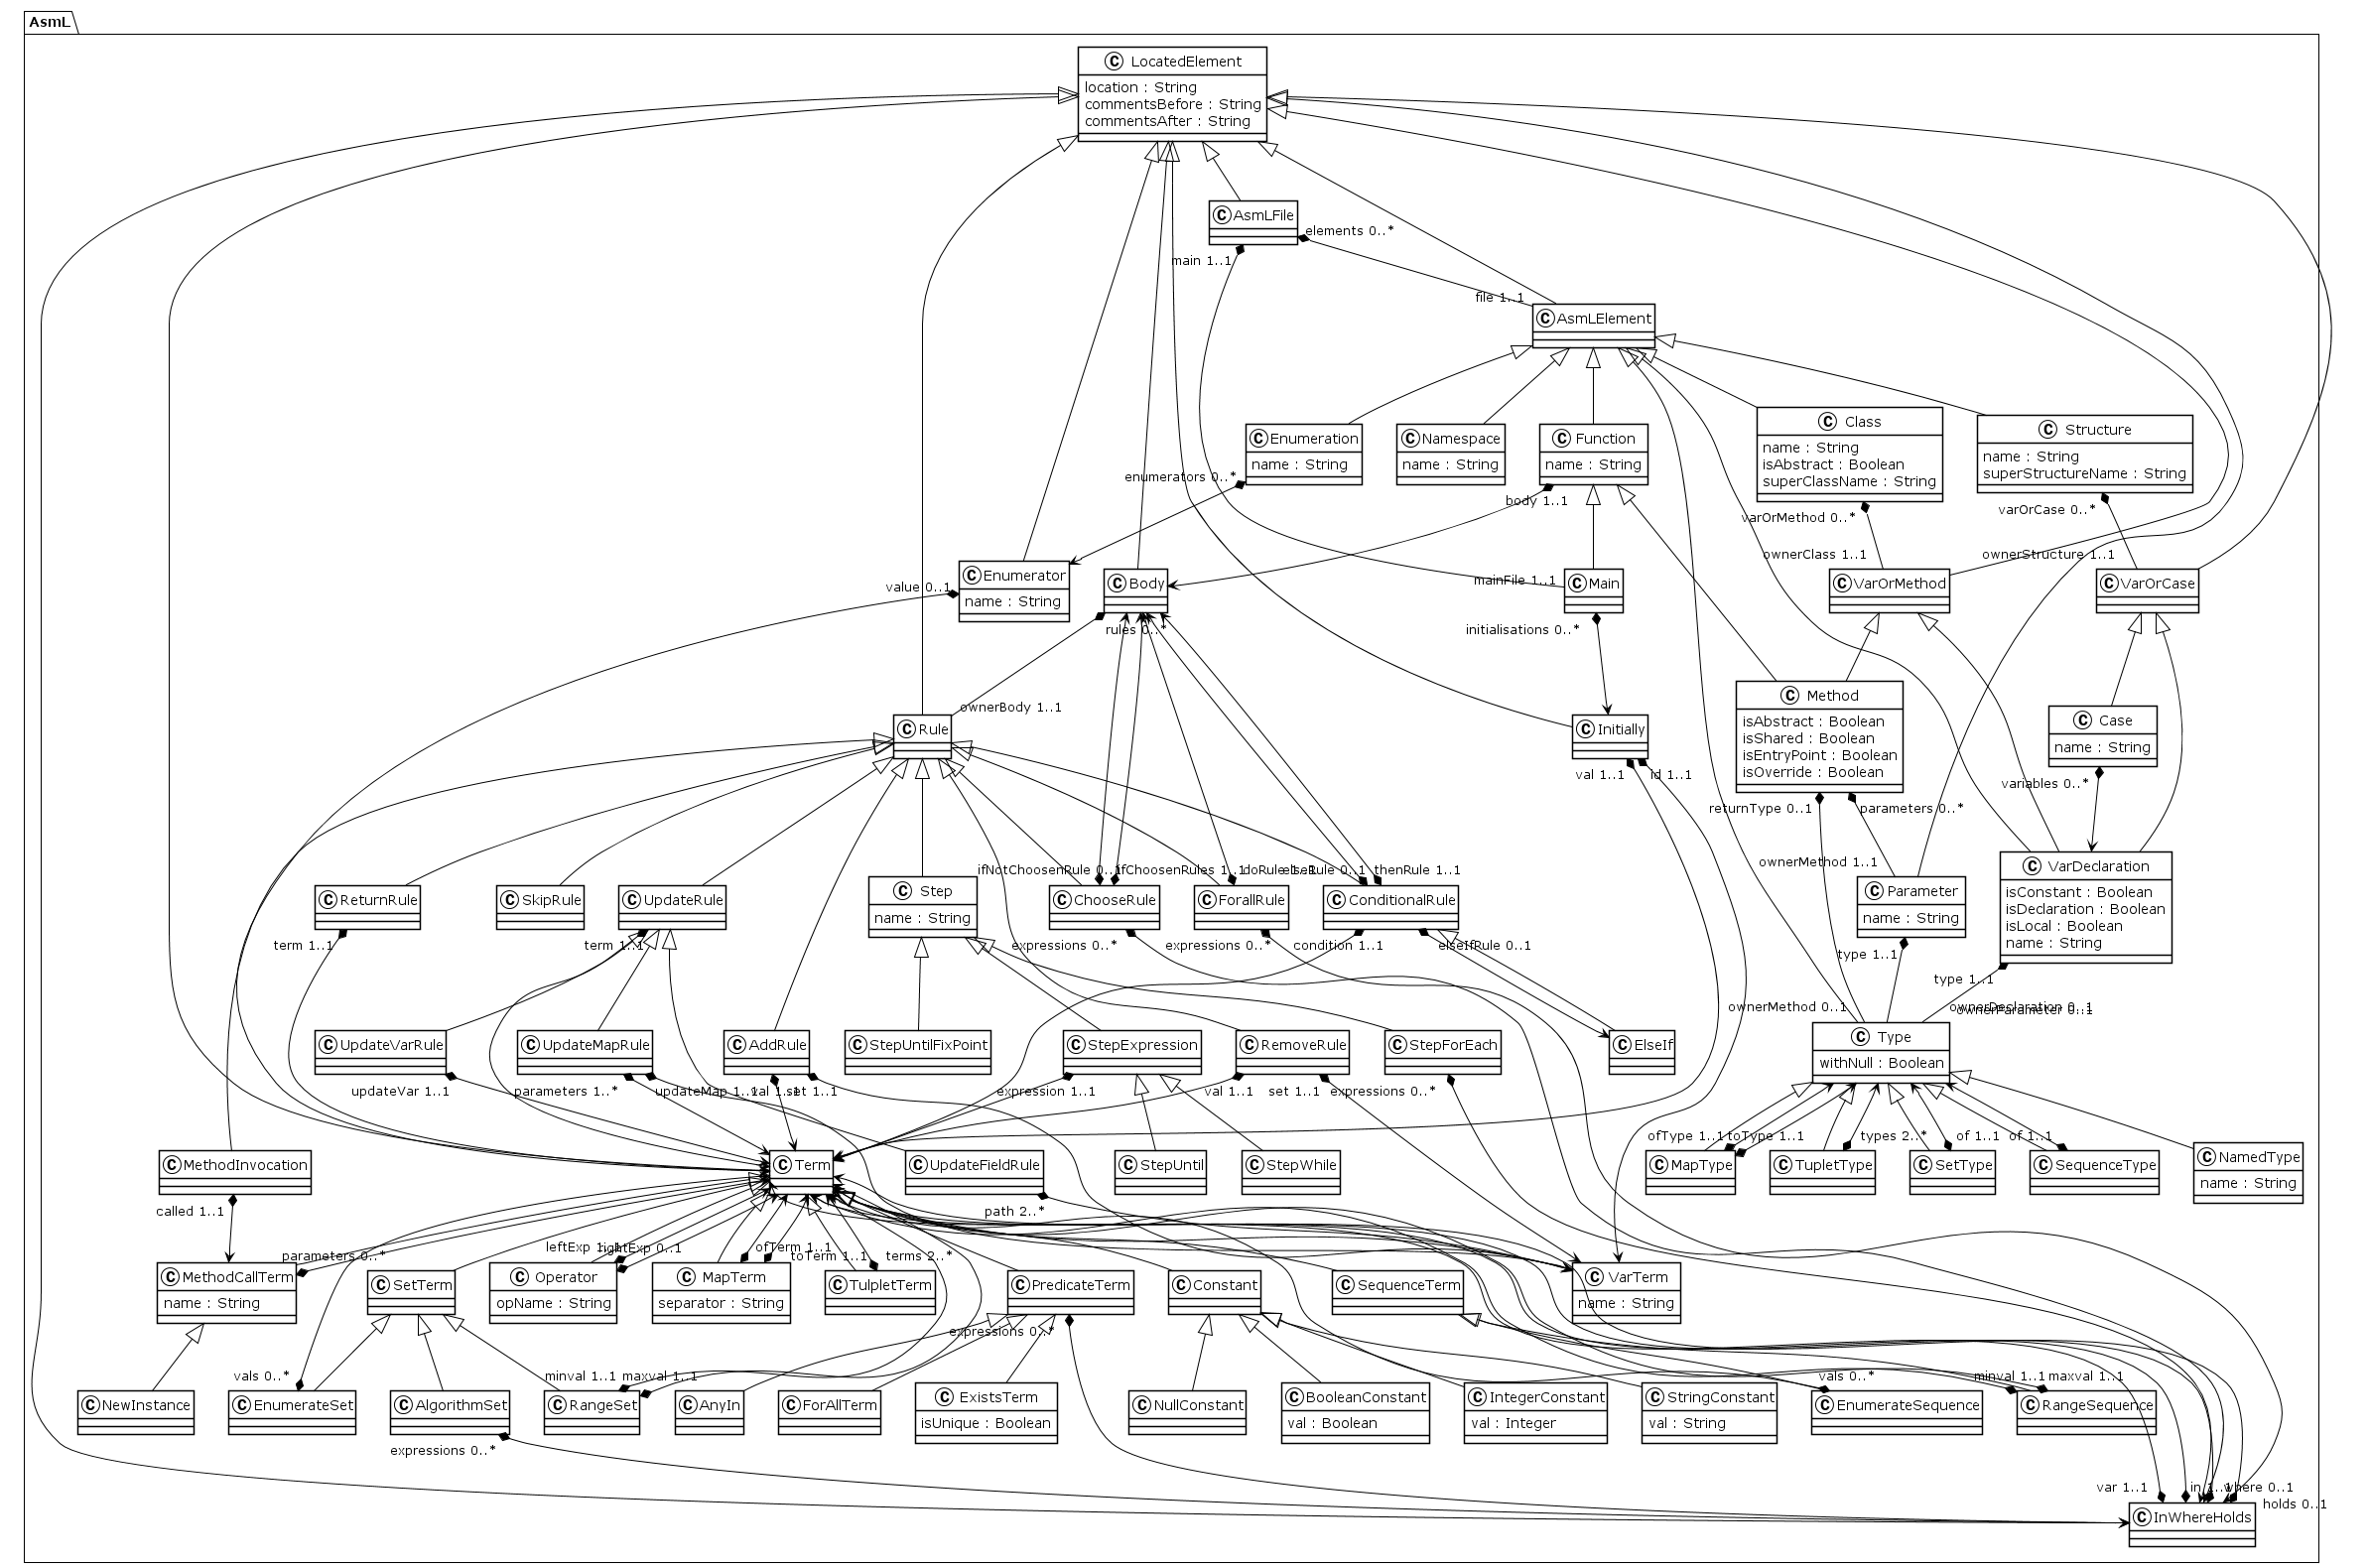 AsmL
C LocatedElement
location : String
commentsBefore : String
commentsAfter : String
C AsmLFile
elements 0..*
main 1..1
file 1..1
C AsmLElement
C Enumeration
name : String
C Namespace
name : String
C Function
name : String
C Class
name : String
isAbstract : Boolean
superClassName : String
C Structure
name : String
superStructureName : String
enumerators 0..*
body 1..1
varOrMethod 0..*
varOrCase 0..*
ownerClass 1..1
ownerStructure 1..1
value 0..1
mainFile 1..1
C Enumerator
name : String
C Body
C Main
C VarOrMethod
C VarOrCase
rules 0..*
initialisations 0..*
ownerBody 1..1
C Rule
C Initially
C Method
isAbstract : Boolean
isShared : Boolean
isEntryPoint : Boolean
isOverride : Boolean
C Case
name : String
val 1..1
id 1..1
variables 0..*
returnType 0..1
parameters 0..*
ownerMethod 1..1
ifNotChoosenRule 0..1
ifChoosenRules 1..1
doRule 1..1
elseRule 0..1
thenRule 1..1
C ReturnRule
C SkipRule
C UpdateRule
C Step
name : String
C ChooseRule
C ForallRule
C ConditionalRule
C Parameter
name : String
C VarDeclaration
isConstant : Boolean
isDeclaration : Boolean
isLocal : Boolean
name : String
term 1..1
term 1..1
expressions 0..*
expressions 0..*
condition 1..1
elseIfRule 0..1
type 1..1
type 1..1
ownerMethod 0..1
ownerDeclaration 0..1
ownerParameter 0..1
C UpdateVarRule
C UpdateMapRule
C AddRule
C StepUntilFixPoint
C StepExpression
C RemoveRule
C StepForEach
C ElseIf
C Type
withNull : Boolean
updateVar 1..1
parameters 1..*
updateMap 1..1
val 1..1
set 1..1
expression 1..1
val 1..1
set 1..1
expressions 0..*
ofType 1..1
toType 1..1
types 2..*
of 1..1
of 1..1
C MethodInvocation
C Term
C UpdateFieldRule
C StepUntil
C StepWhile
C MapType
C TupletType
C SetType
C SequenceType
C NamedType
name : String
called 1..1
path 2..*
parameters 0..*
leftExp 1..1
rightExp 0..1
ofTerm 1..1
toTerm 1..1
terms 2..*
C MethodCallTerm
name : String
C SetTerm
C Operator
opName : String
C MapTerm
separator : String
C TulpletTerm
C PredicateTerm
C Constant
C SequenceTerm
C VarTerm
name : String
expressions 0..*
vals 0..*
minval 1..1
maxval 1..1
vals 0..*
minval 1..1
maxval 1..1
C NewInstance
C EnumerateSet
C AlgorithmSet
C RangeSet
C AnyIn
C ForAllTerm
C ExistsTerm
isUnique : Boolean
C NullConstant
C BooleanConstant
val : Boolean
C IntegerConstant
val : Integer
C StringConstant
val : String
C EnumerateSequence
C RangeSequence
expressions 0..*
var 1..1
in 1..1
where 0..1
holds 0..1
C InWhereHolds